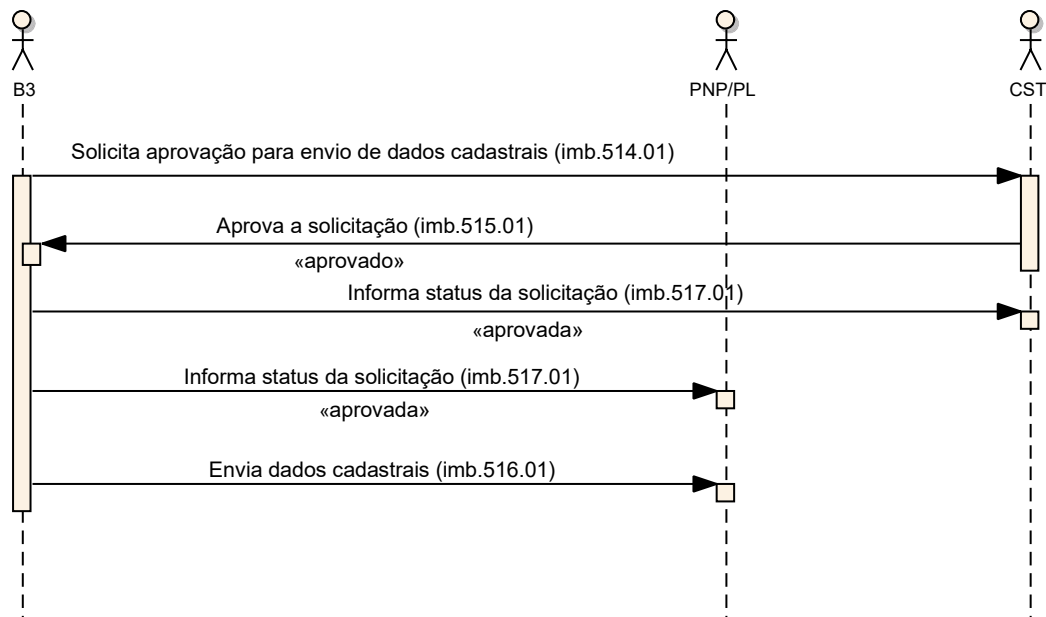 B3
PNP/PL
CST
Solicita aprovação para envio de dados cadastrais (imb.514.01)
Aprova a solicitação (imb.515.01)
«aprovado»
Informa status da solicitação (imb.517.01)
«aprovada»
Informa status da solicitação (imb.517.01)
«aprovada»
Envia dados cadastrais (imb.516.01)